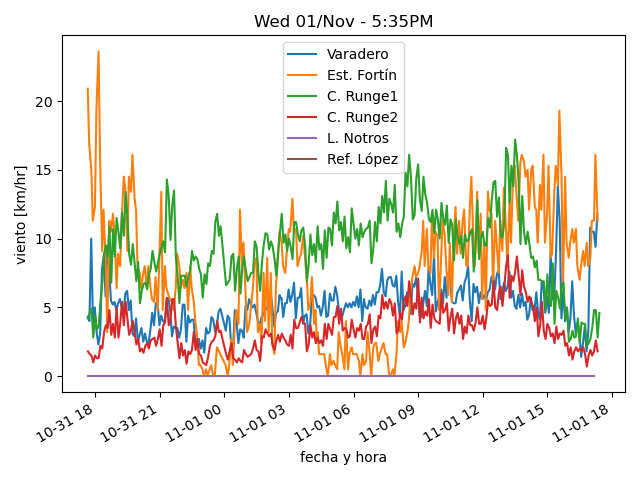 Wed 01/Nov - 5:35PM
Varadero
Est. Fortín
C. Runge1
C. Runge2
L. Notros
Ref. López
viento [km/hr]
20
15
10
5
0
10-31 18
10-31 21
11-01 00
11-01 03
11-01 06
11-01 09
11-01 12
11-01 15
11-01 18
fecha y hora